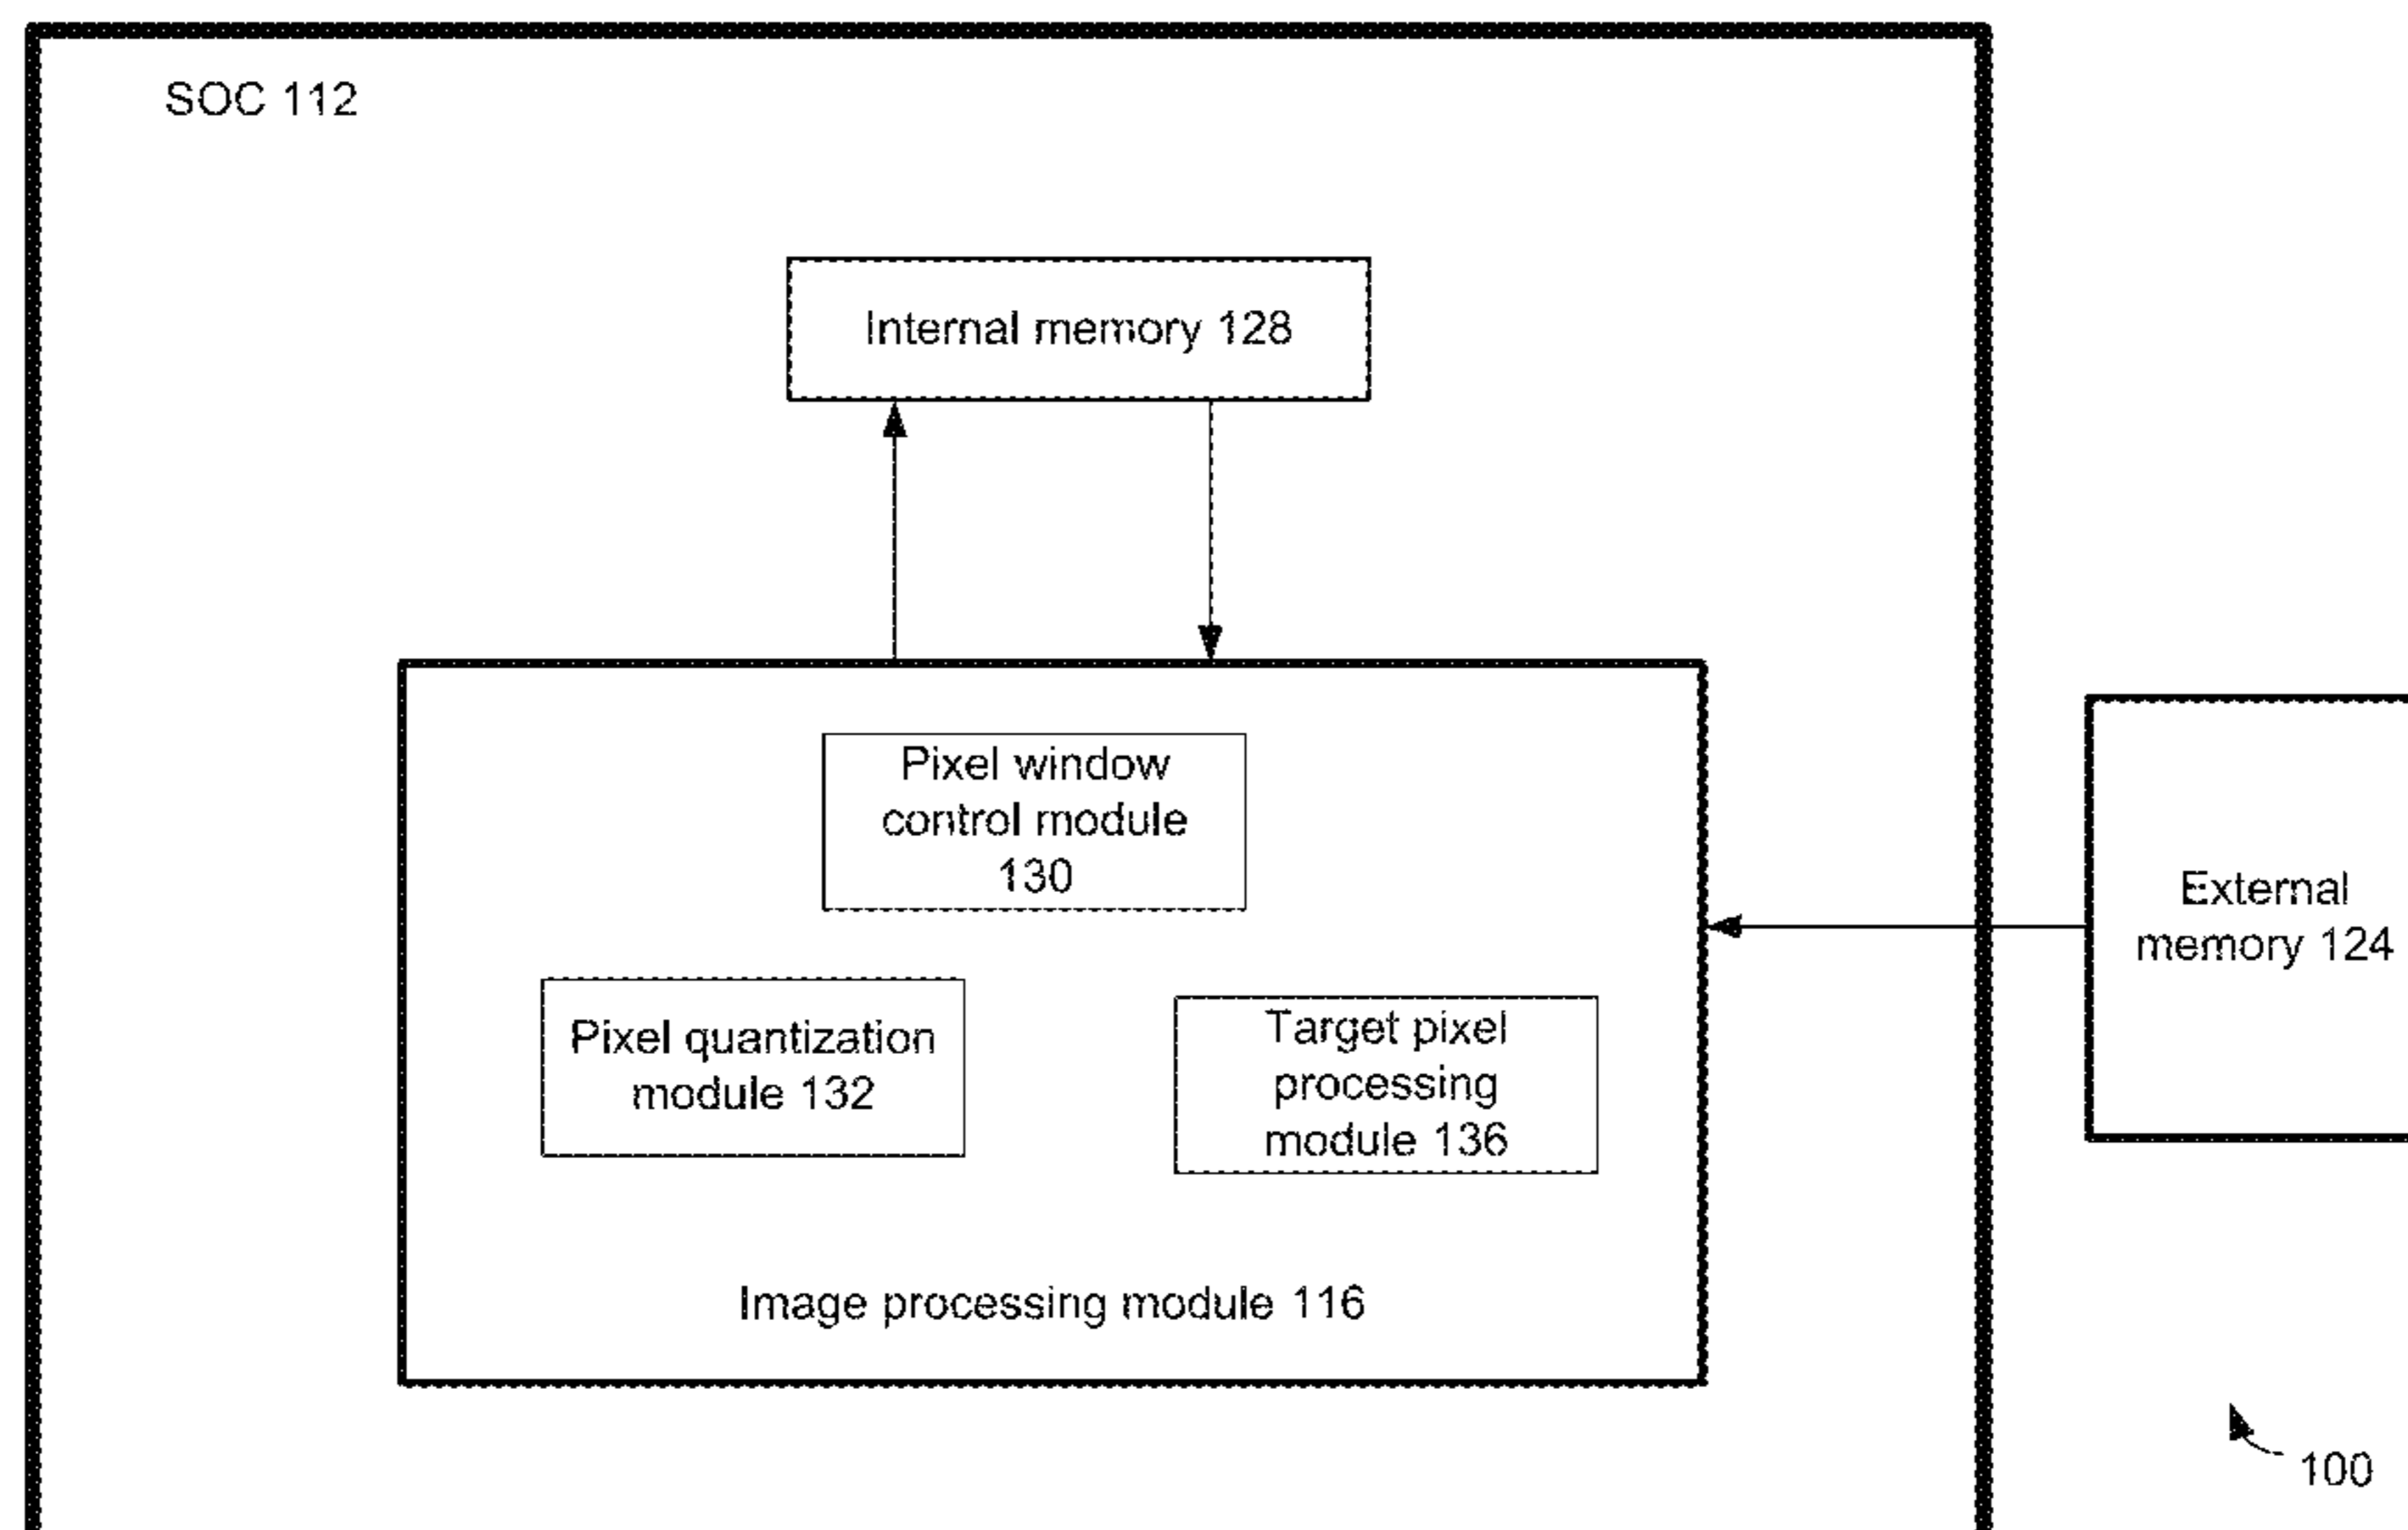 SOC 112
Internal memory 128
Pixel window
control module
130
External
memory 124
Pixel quantization
module 132
Target pixel
processing
module 136
Image processing module 116
100